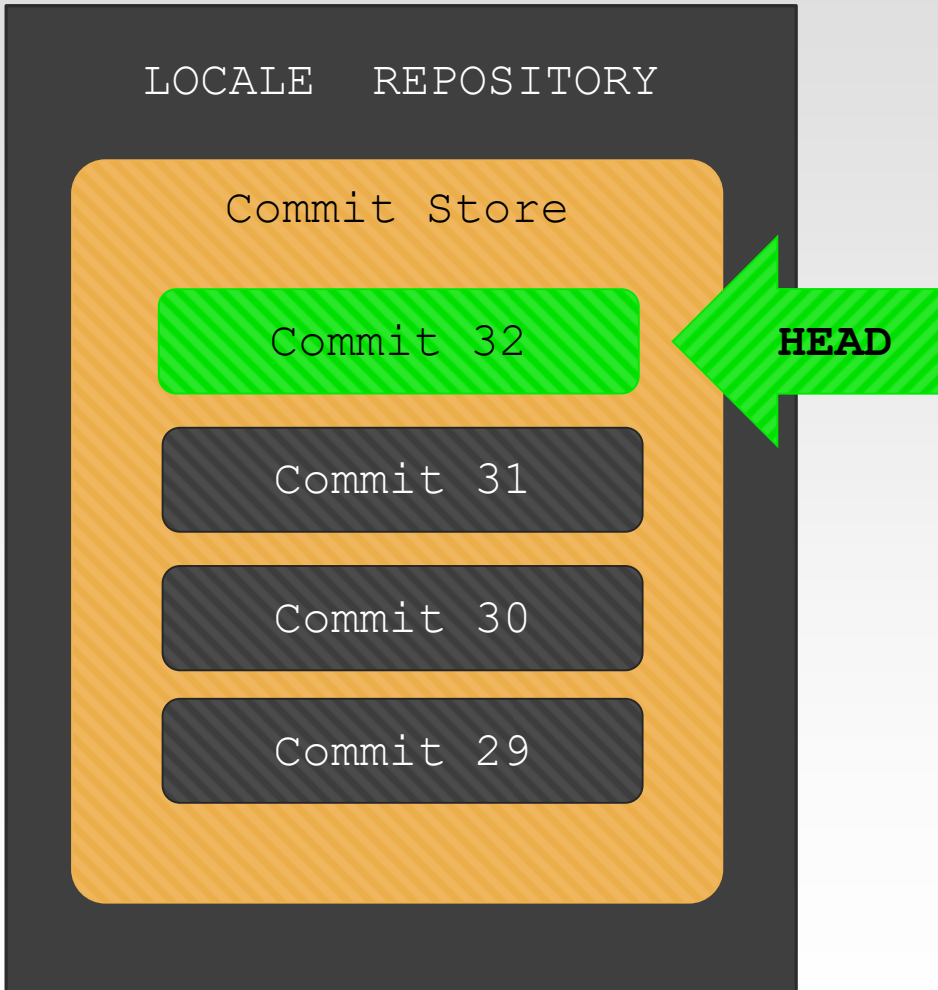 LOCALE REPOSITORY
Commit Store
Commit 32
HEAD
Commit 31
Commit 30
Commit 29